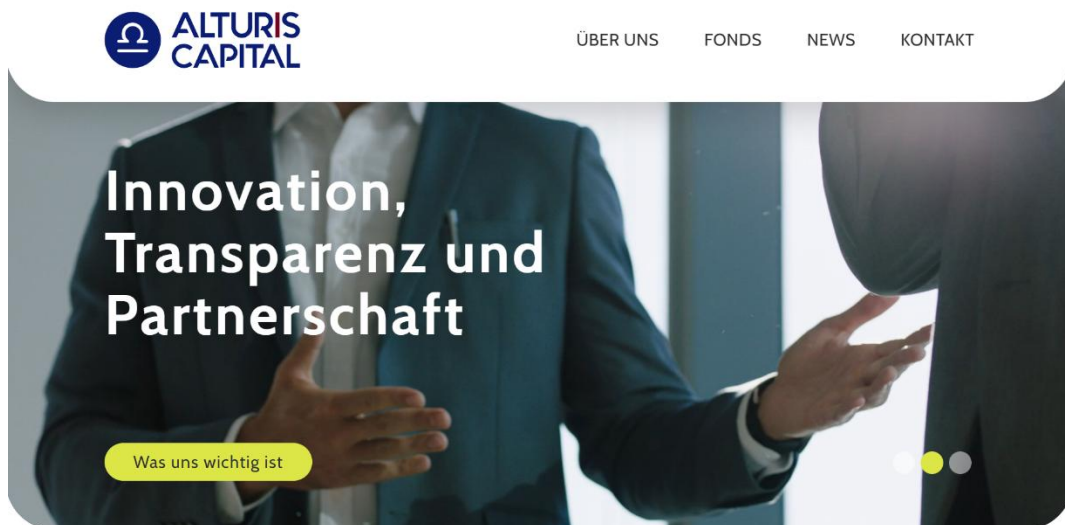 ALTURIS
CAPITAL
ÜBER UNS
FONDS
NEWS
KONTAKT
Innovation,
Transparenz und
Partnerschaft
Was uns wichtig ist